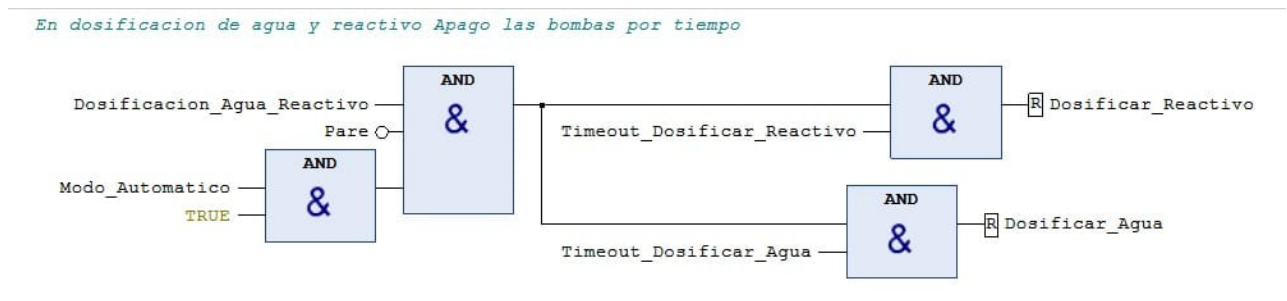 En dosificacion de agua y reactivo Apago las bombas por tiempo
AND
&
Dosificacion_Agua_Reactivo
Pare
AND
&
Modo_Automatico
TRUE
AND
&
Timeout_Dosificar_Reactivo
R Dosificar_Reactivo
AND
&
Timeout_Dosificar_Agua
R Dosificar_Agua